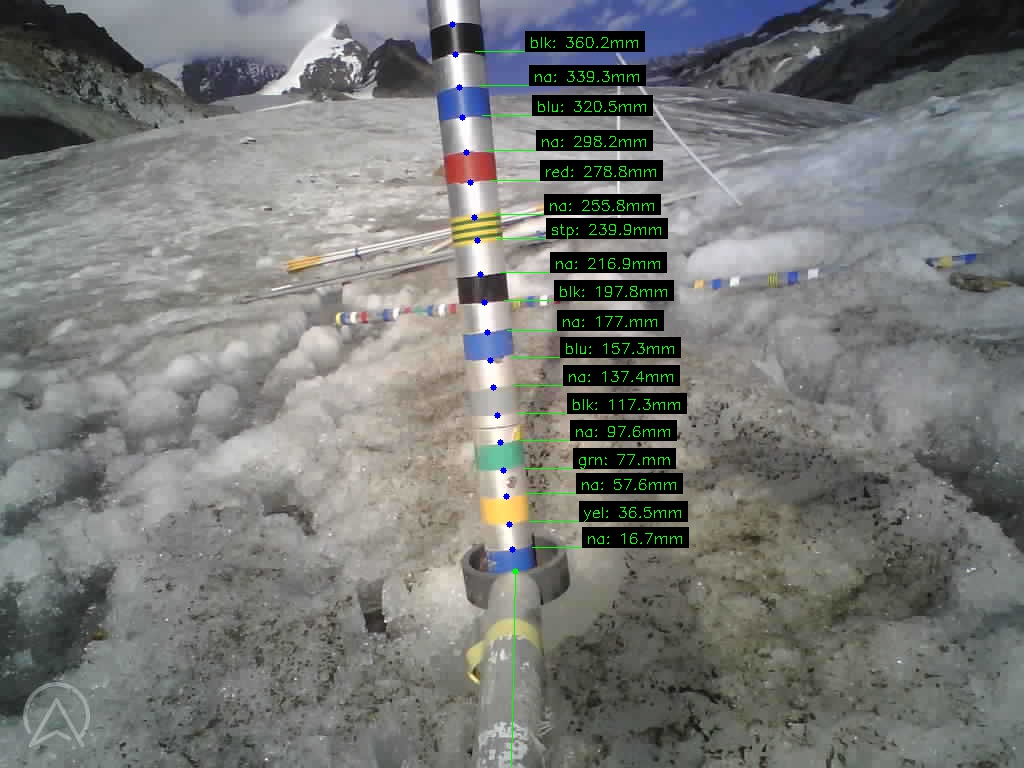 blk: 360.2mm
na: 339.3mm
blu: 320.5mm
na: 298.2mm
red: 278.8mm
na: 255.8mm
stp: 239.9mm
na: 216.9mm
blk: 197.8mm
na: 177.mm
blu: 157.3mm
na: 137.4mm
blk: 117.3mm
na: 97.6mm
grn: 77.mm
na: 57.6mm
yel: 36.5mm
na: 16.7mm